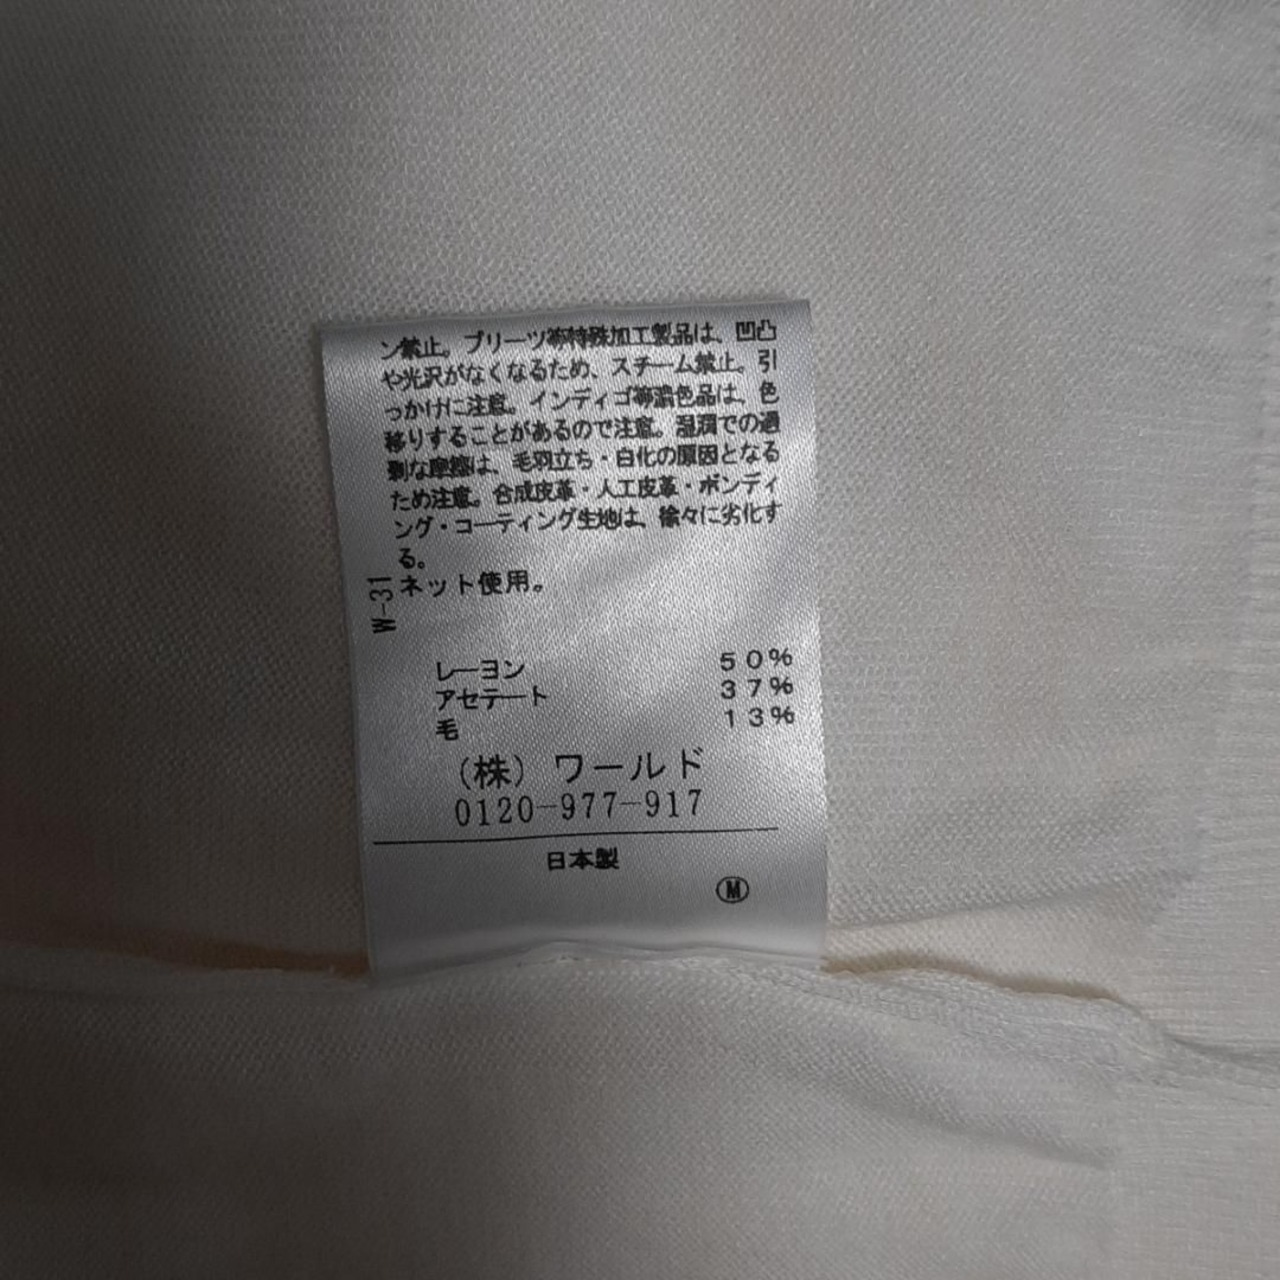 ン禁止。プリーツ等特殊加工製品は、凹凸
や光沢がなくなるため、スチーム禁止。引
っかけに注意。インディゴ等濃色品は、色
移りすることがあるので注意。湿潤での過
剰な摩擦は、毛羽立ち・白化の原因となる
ため注意。合成皮革・人工皮革・ボンディ
ング・コーティング生地は、徐々に劣化す
る。
ネット使用。
W-31
レーヨン 50%
アセテート 37%
毛 13%
(株) ワールド
0120-977-917
日本製
M